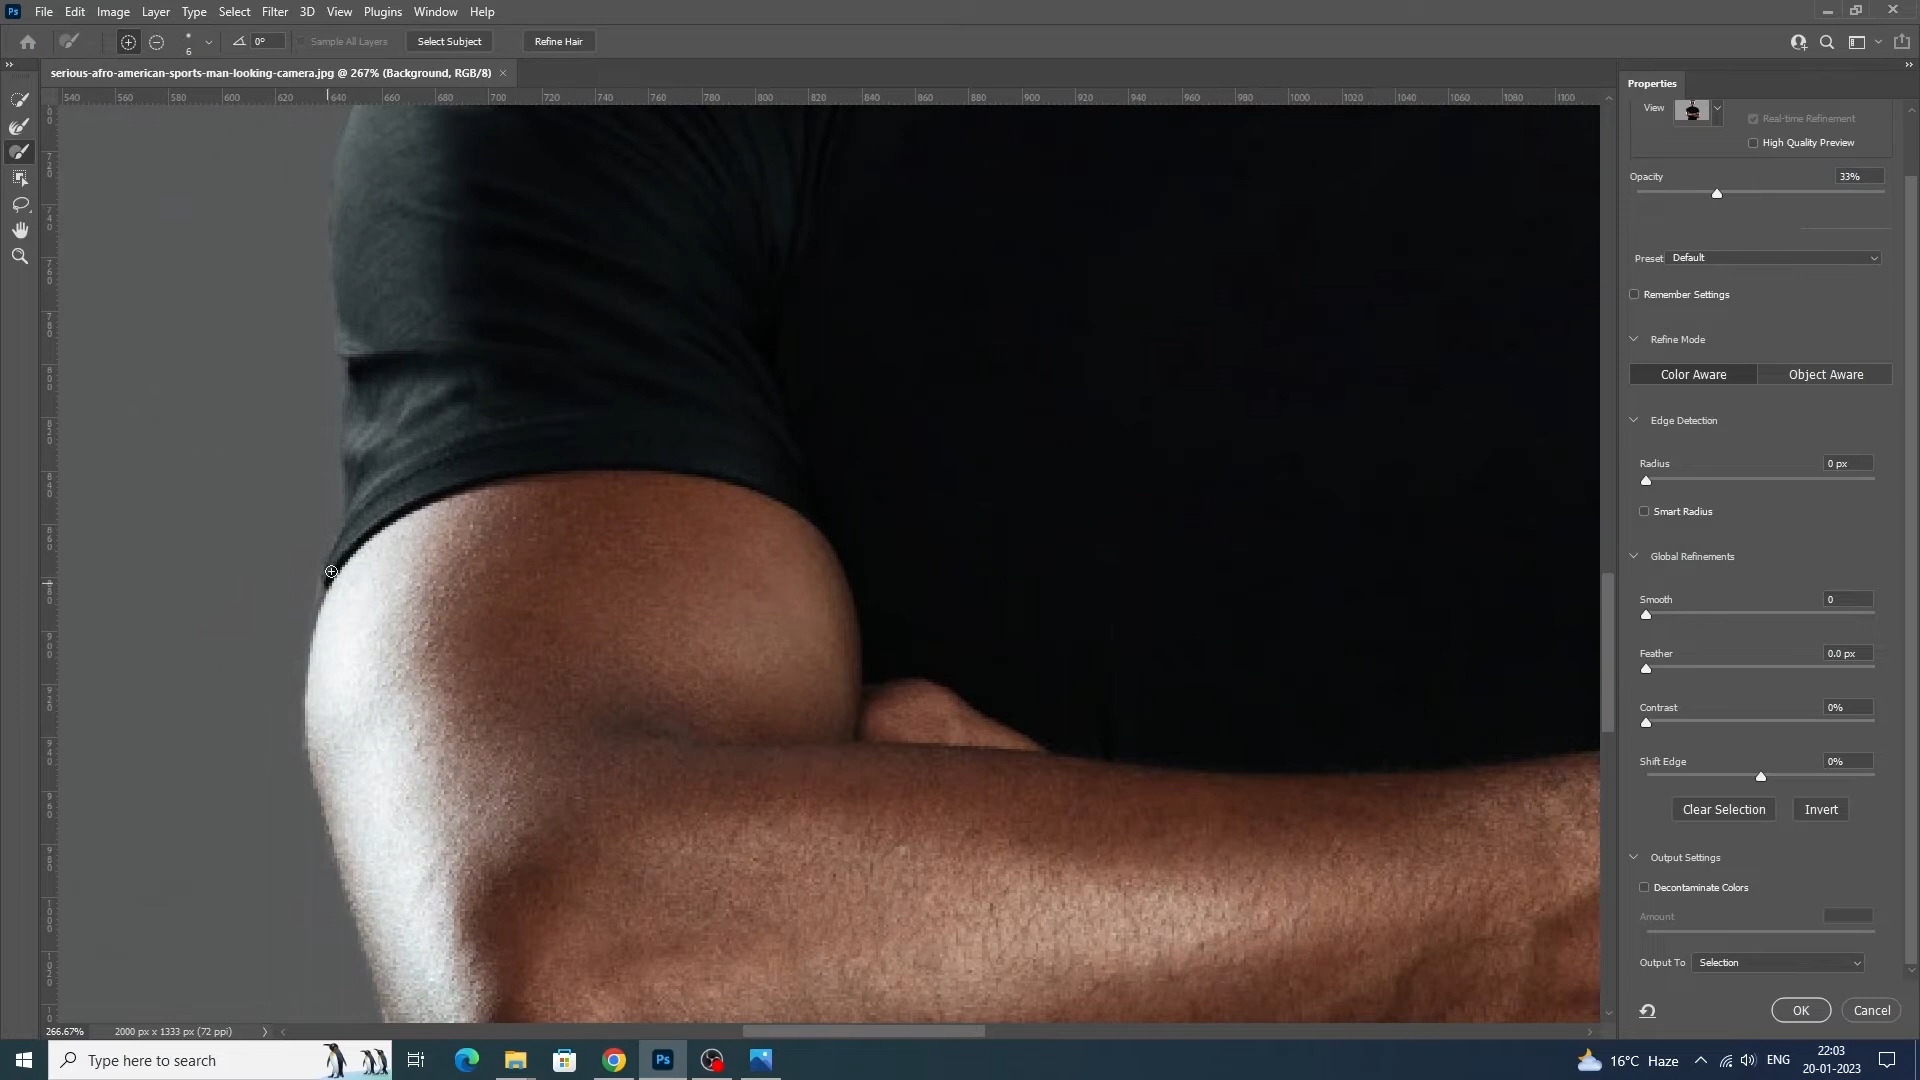 Ps File Edit Image Layer Type Select Filter 3D View Plugins Window Help
6 0° Sample All Layers Select Subject Refine Hair
serious-afro-american-sports-man-looking-camera.jpg @ 267% (Background, RGB/8) ×
540 560 580 600 620 640 660 680 700 720 740 760 780 800 820 840 860 880 900 920 940 960 980 1000 1020 1040 1060 1080 1100
Properties
View
Real-time Refinement
High Quality Preview
Opacity 33%
Preset Default
Remember Settings
Refine Mode
Color Aware Object Aware
Edge Detection
Radius 0 px
Smart Radius
Global Refinements
Smooth 0
Feather 0.0 px
Contrast 0%
Shift Edge 0%
Clear Selection Invert
Output Settings
Decontaminate Colors
Amount
Output To Selection
OK Cancel
266.67% 2000 px x 1333 px (72 ppi)
Type here to search
Ps
16°C Haze ENG 22:03
20-01-2023